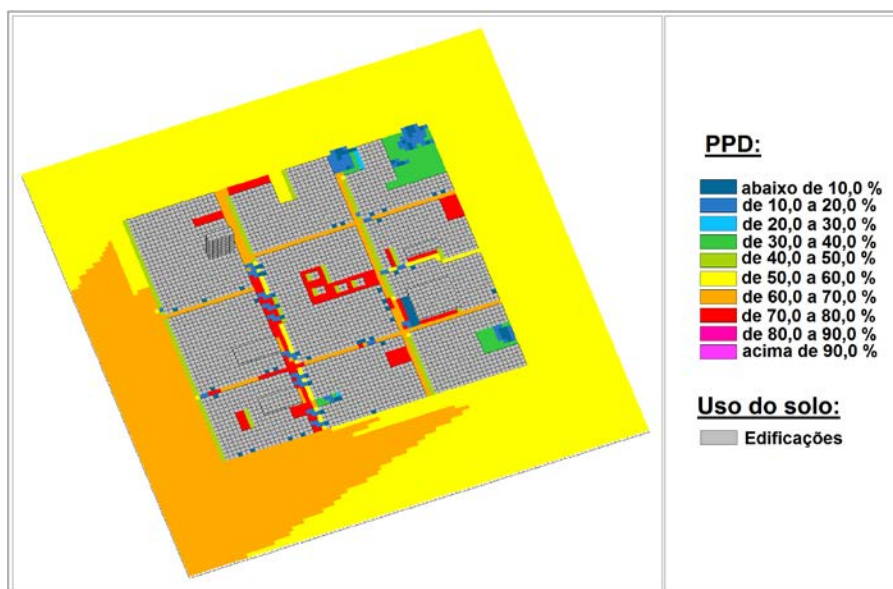 PPD:
abaixo de 10,0 %
de 10,0 a 20,0 %
de 20,0 a 30,0 %
de 30,0 a 40,0 %
de 40,0 a 50,0 %
de 50,0 a 60,0 %
de 60,0 a 70,0 %
de 70,0 a 80,0 %
de 80,0 a 90,0 %
acima de 90,0 %
Uso do solo:
Edificações